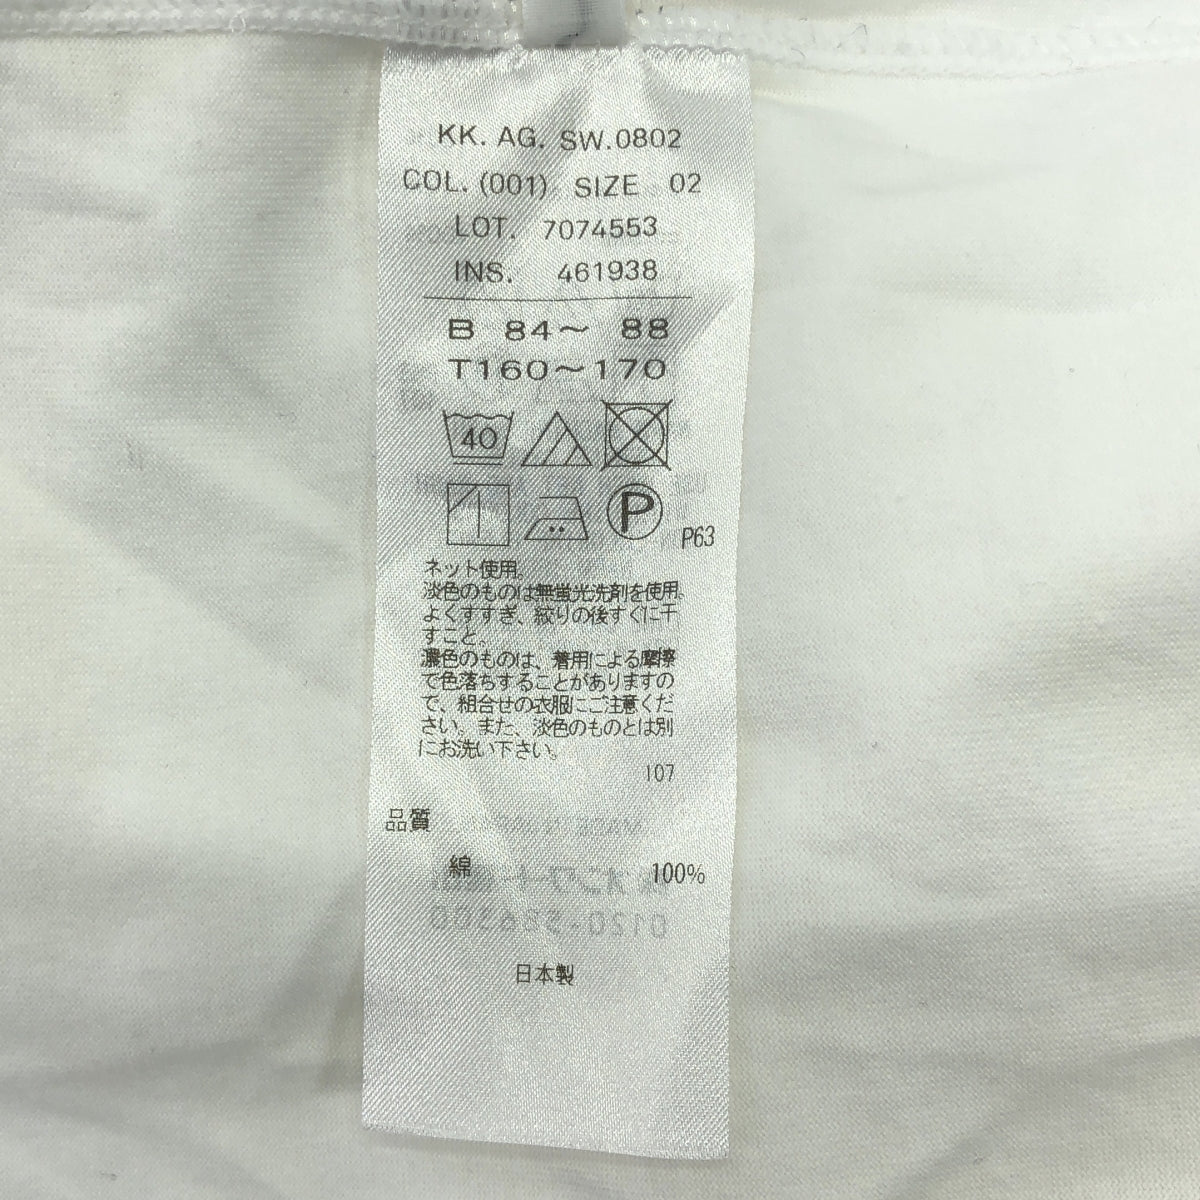 KK. AG. SW.0802
COL. (001) SIZE 02
LOT. 7074553
INS. 461938
B 84～ 88
T160～170
40
P
P63
ネット使用。
淡色のものは無蛍光洗剤を使用。
よくすすぎ、絞りの後すぐに干
すこと。
濃色のものは、着用による摩擦
で色落ちすることがありますの
で、組合せの衣服にご注意くだ
さい。また、淡色のものとは別
にお洗い下さい。
107
品質
綿 100%
日本製